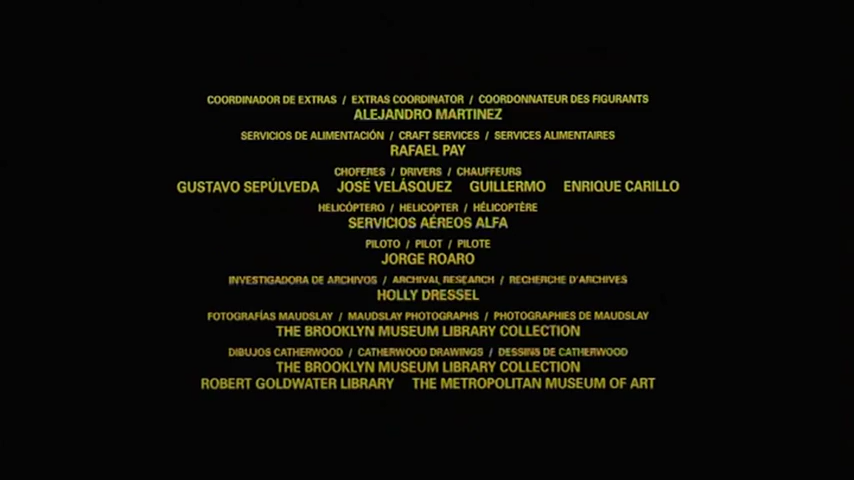 COORDINADOR DE EXTRAS / EXTRAS COORDINATOR / COORDONNATEUR DES FIGURANTS
ALEJANDRO MARTINEZ
SERVICIOS DE ALIMENTACIÓN / CRAFT SERVICES / SERVICES ALIMENTAIRES
RAFAEL PAY
CHOFERES / DRIVERS / CHAUFFEURS
GUSTAVO SEPÚLVEDA JOSÉ VELÁSQUEZ GUILLERMO ENRIQUE CARILLO
HELICÓPTERO / HELICOPTER / HÉLICOPTÈRE
SERVICIOS AÉREOS ALFA
PILOTO / PILOT / PILOTE
JORGE ROARO
INVESTIGADORA DE ARCHIVOS / ARCHIVAL RESEARCH / RECHERCHE D'ARCHIVES
HOLLY DRESSEL
FOTOGRAFÍAS MAUDSLAY / MAUDSLAY PHOTOGRAPHS / PHOTOGRAPHIES DE MAUDSLAY
THE BROOKLYN MUSEUM LIBRARY COLLECTION
DIBUJOS CATHERWOOD / CATHERWOOD DRAWINGS / DESSINS DE CATHERWOOD
THE BROOKLYN MUSEUM LIBRARY COLLECTION
ROBERT GOLDWATER LIBRARY THE METROPOLITAN MUSEUM OF ART